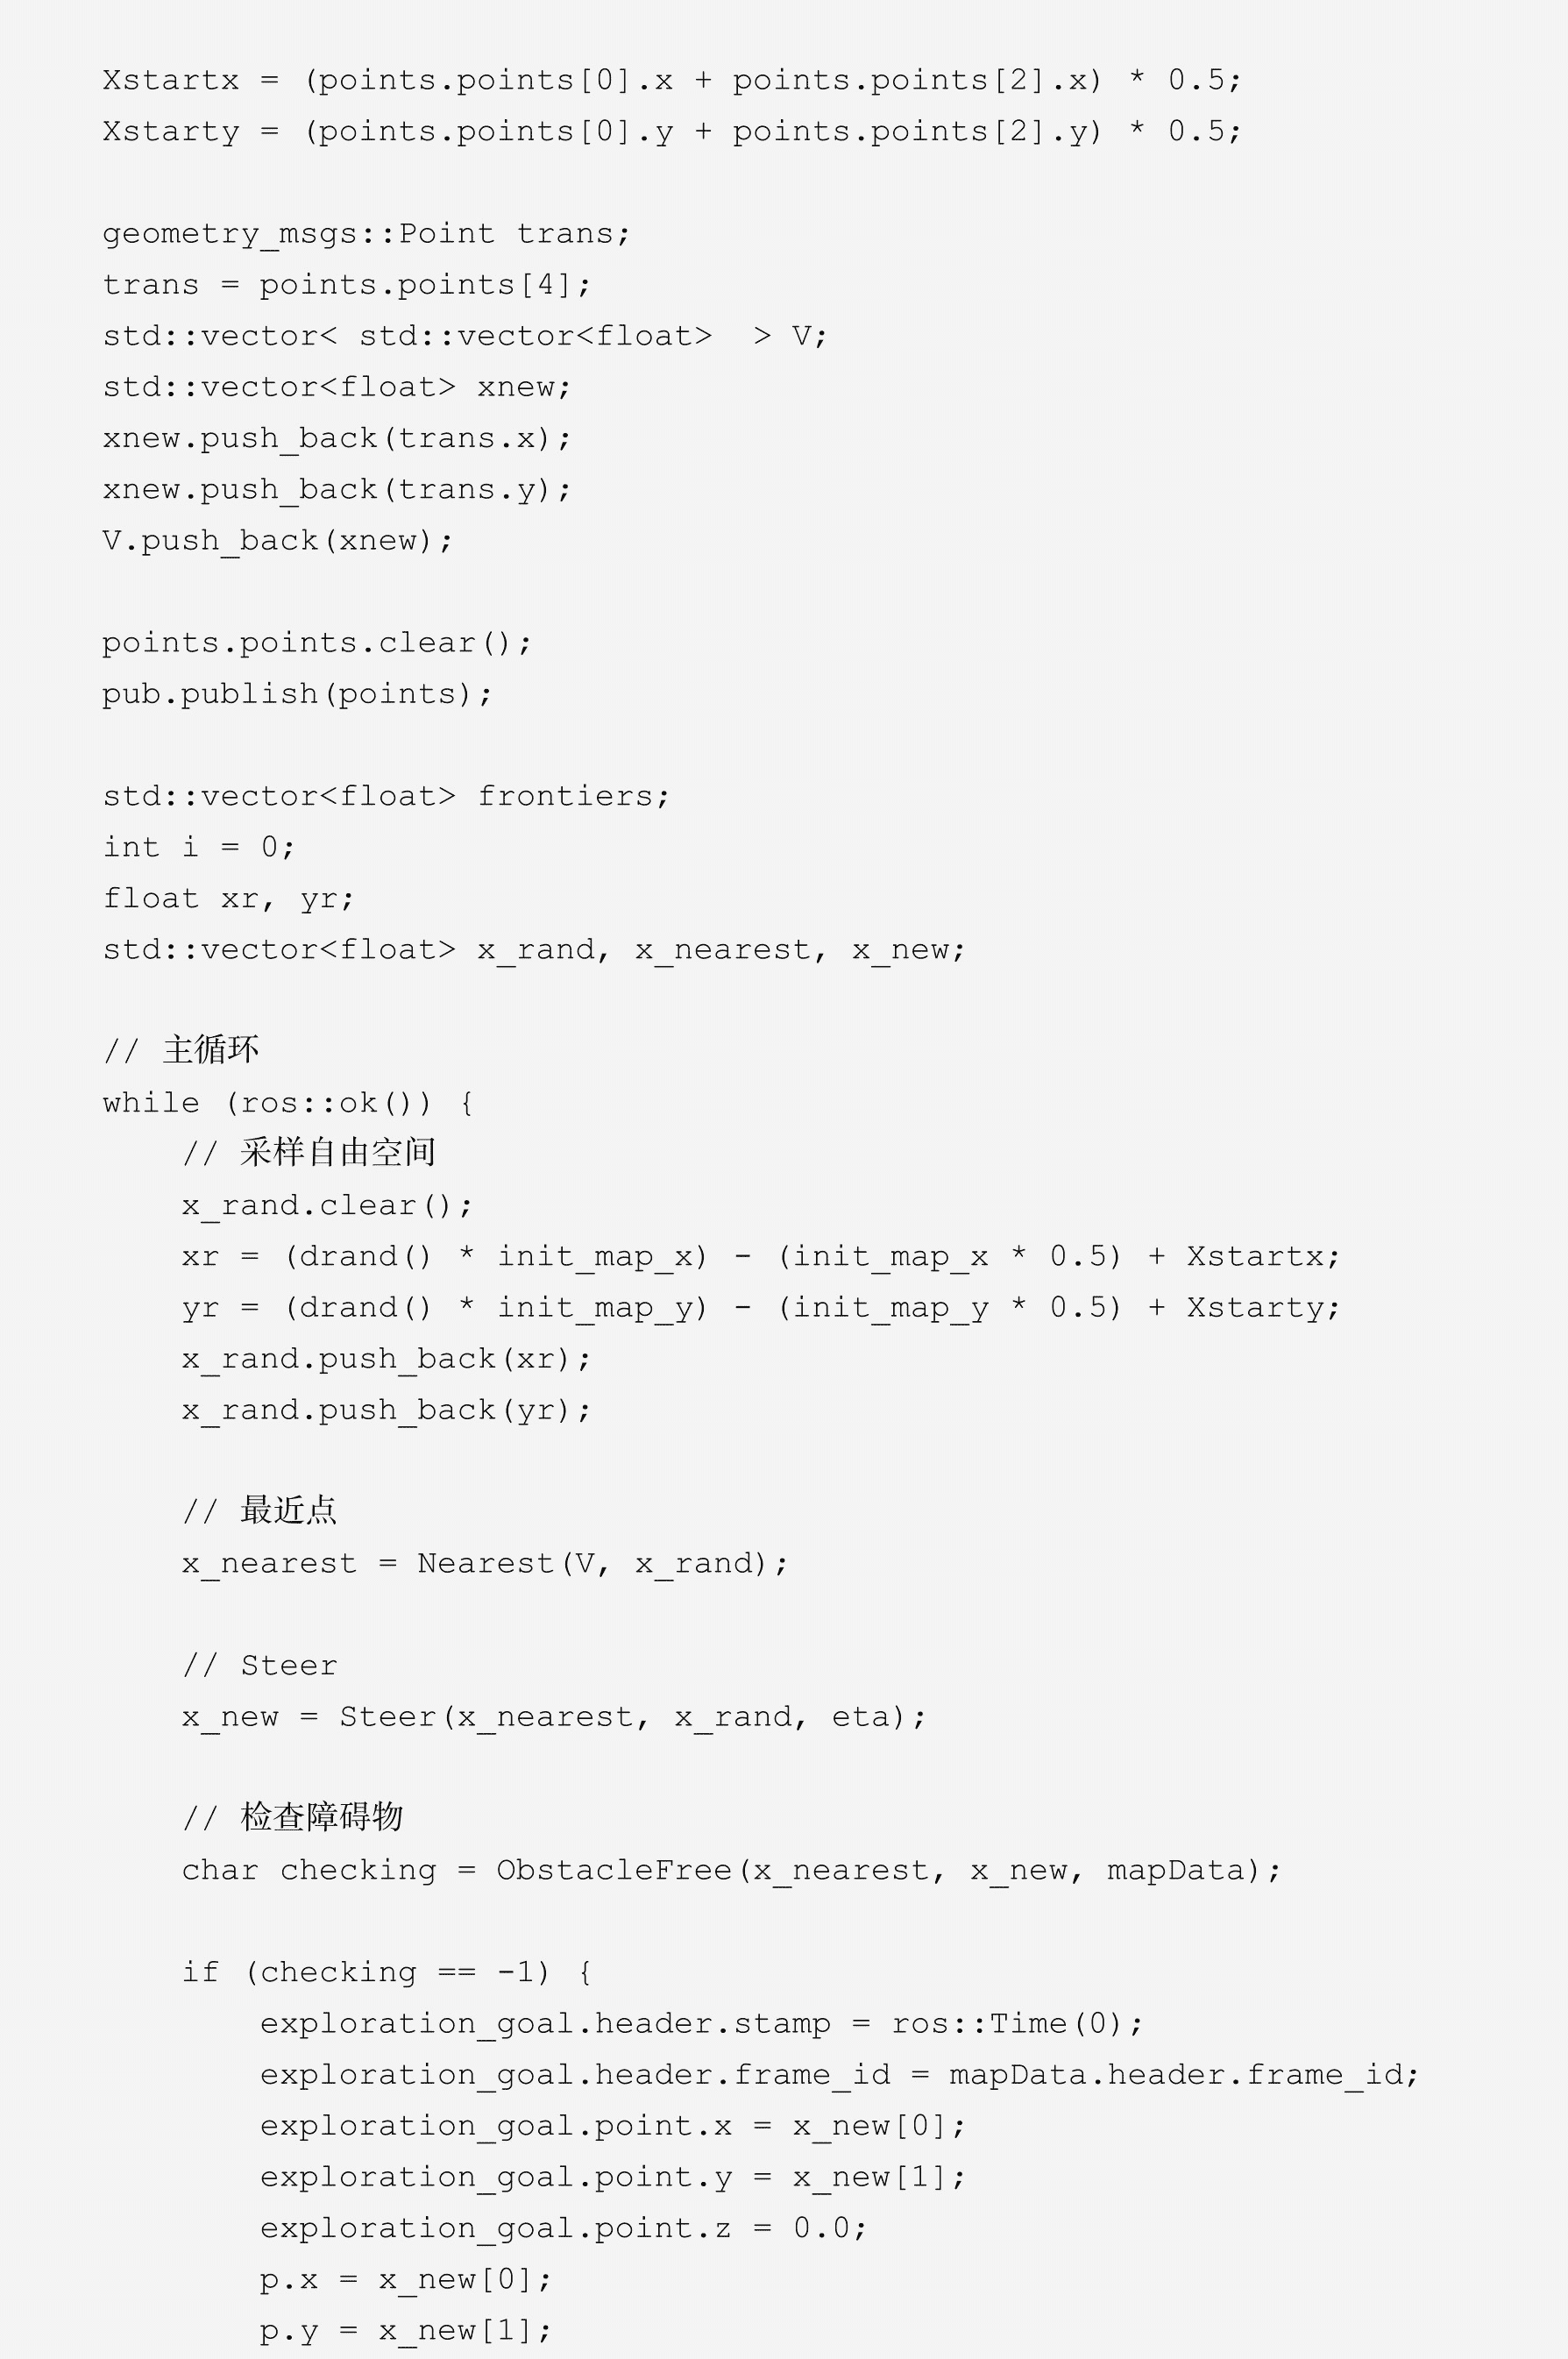 Xstartx = (points.points[0].x + points.points[2].x) * 0.5;
Xstarty = (points.points[0].y + points.points[2].y) * 0.5;

geometry_msgs::Point trans;
trans = points.points[4];
std::vector< std::vector<float>  > V;
std::vector<float> xnew;
xnew.push_back(trans.x);
xnew.push_back(trans.y);
V.push_back(xnew);

points.points.clear();
pub.publish(points);

std::vector<float> frontiers;
int i = 0;
float xr, yr;
std::vector<float> x_rand, x_nearest, x_new;

// 主循环
while (ros::ok()) {
    // 采样自由空间
    x_rand.clear();
    xr = (drand() * init_map_x) - (init_map_x * 0.5) + Xstartx;
    yr = (drand() * init_map_y) - (init_map_y * 0.5) + Xstarty;
    x_rand.push_back(xr);
    x_rand.push_back(yr);

    // 最近点
    x_nearest = Nearest(V, x_rand);

    // Steer
    x_new = Steer(x_nearest, x_rand, eta);

    // 检查障碍物
    char checking = ObstacleFree(x_nearest, x_new, mapData);

    if (checking == -1) {
        exploration_goal.header.stamp = ros::Time(0);
        exploration_goal.header.frame_id = mapData.header.frame_id;
        exploration_goal.point.x = x_new[0];
        exploration_goal.point.y = x_new[1];
        exploration_goal.point.z = 0.0;
        p.x = x_new[0];
        p.y = x_new[1];